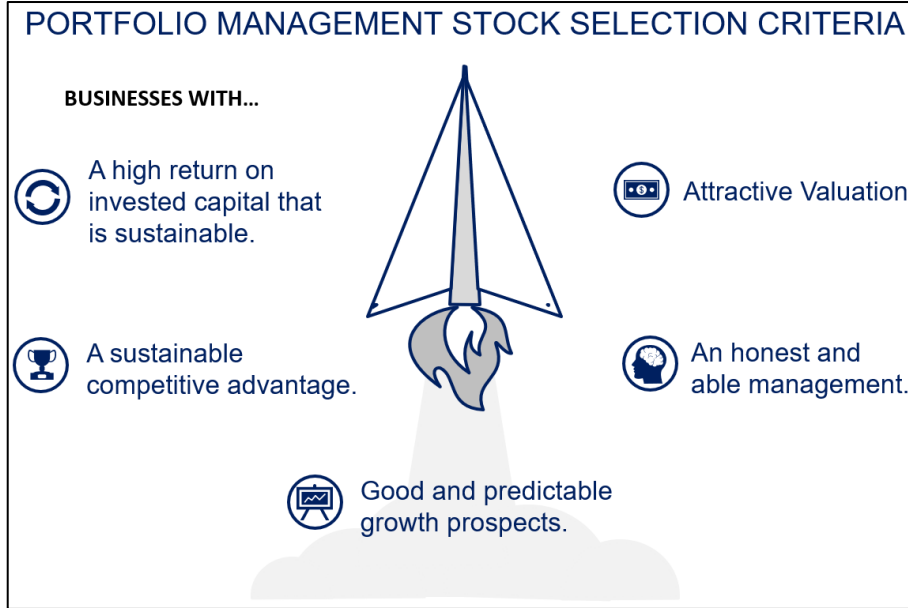 PORTFOLIO MANAGEMENT STOCK SELECTION CRITERIA
BUSINESSES WITH...
A high return on
invested capital that
is sustainable.
Attractive Valuation
A sustainable
competitive advantage.
An honest and
able management.
Good and predictable
growth prospects.